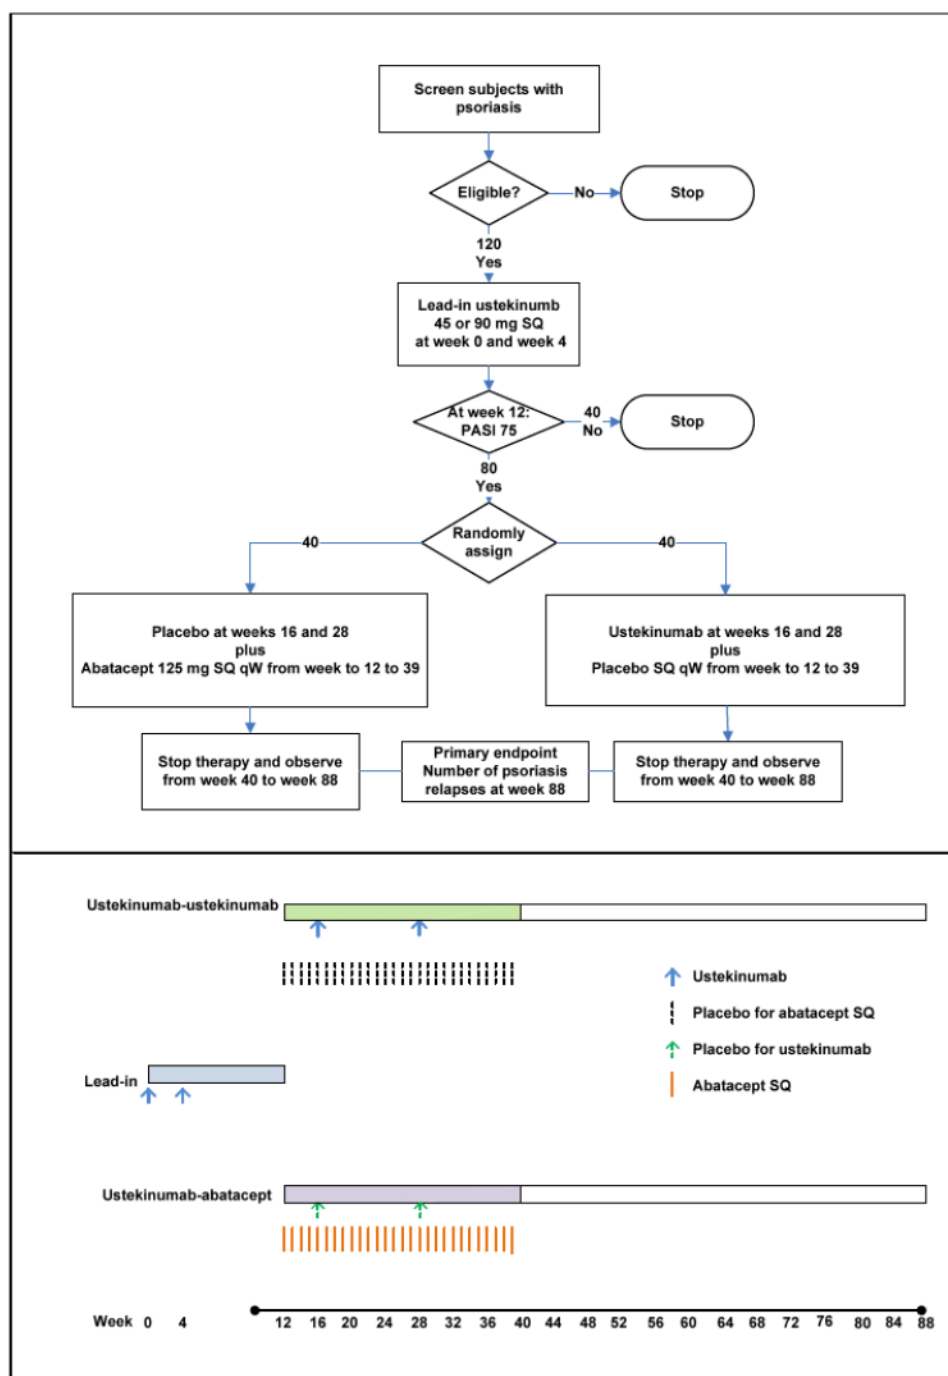 Screen subjects with
psoriasis
Eligible?
No
Stop
120
Yes
Lead-in ustekinumb
45 or 90 mg SQ
at week 0 and week 4
At week 12:
PASI 75
40
No
Stop
80
Yes
Randomly
assign
40
40
Placebo at weeks 16 and 28
plus
Abatacept 125 mg SQ qW from week to 12 to 39
Ustekinumab at weeks 16 and 28
plus
Placebo SQ qW from week to 12 to 39
Stop therapy and observe
from week 40 to week 88
Primary endpoint
Number of psoriasis
relapses at week 88
Stop therapy and observe
from week 40 to week 88
Ustekinumab-ustekinumab
Ustekinumab
Placebo for abatacept SQ
Placebo for ustekinumab
Abatacept SQ
Lead-in
Ustekinumab-abatacept
Week 0 4 12 16 20 24 28 32 36 40 44 48 52 56 60 64 68 72 76 80 84 88